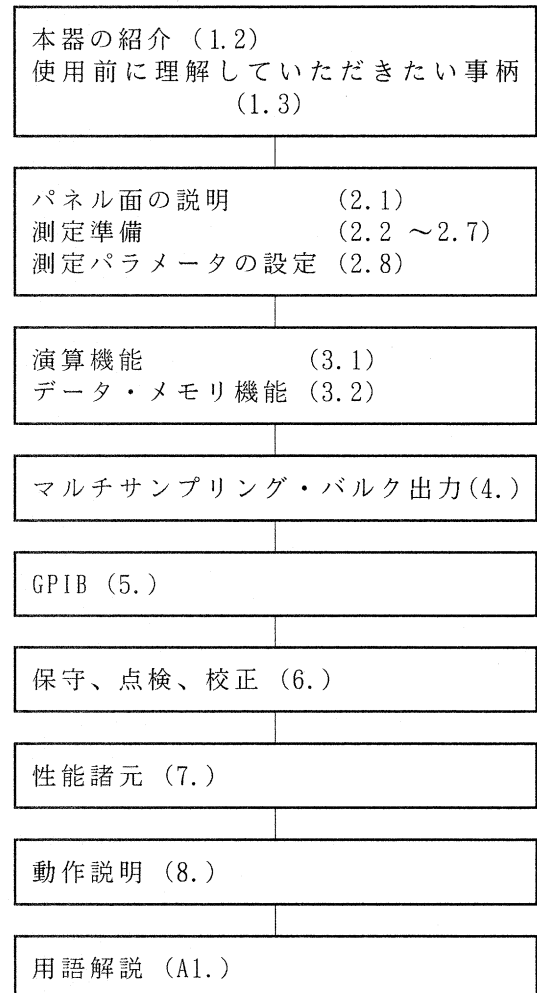 本器の紹介 (1.2)
使用前に理解していただきたい事柄
(1.3)
パネル面の説明 (2.1)
測定準備 (2.2 ～2.7)
測定パラメータの設定 (2.8)
演算機能 (3.1)
データ・メモリ機能 (3.2)
マルチサンプリング・バルク出力(4.)
GPIB (5.)
保守、点検、校正 (6.)
性能諸元 (7.)
動作説明 (8.)
用語解説 (A1.)